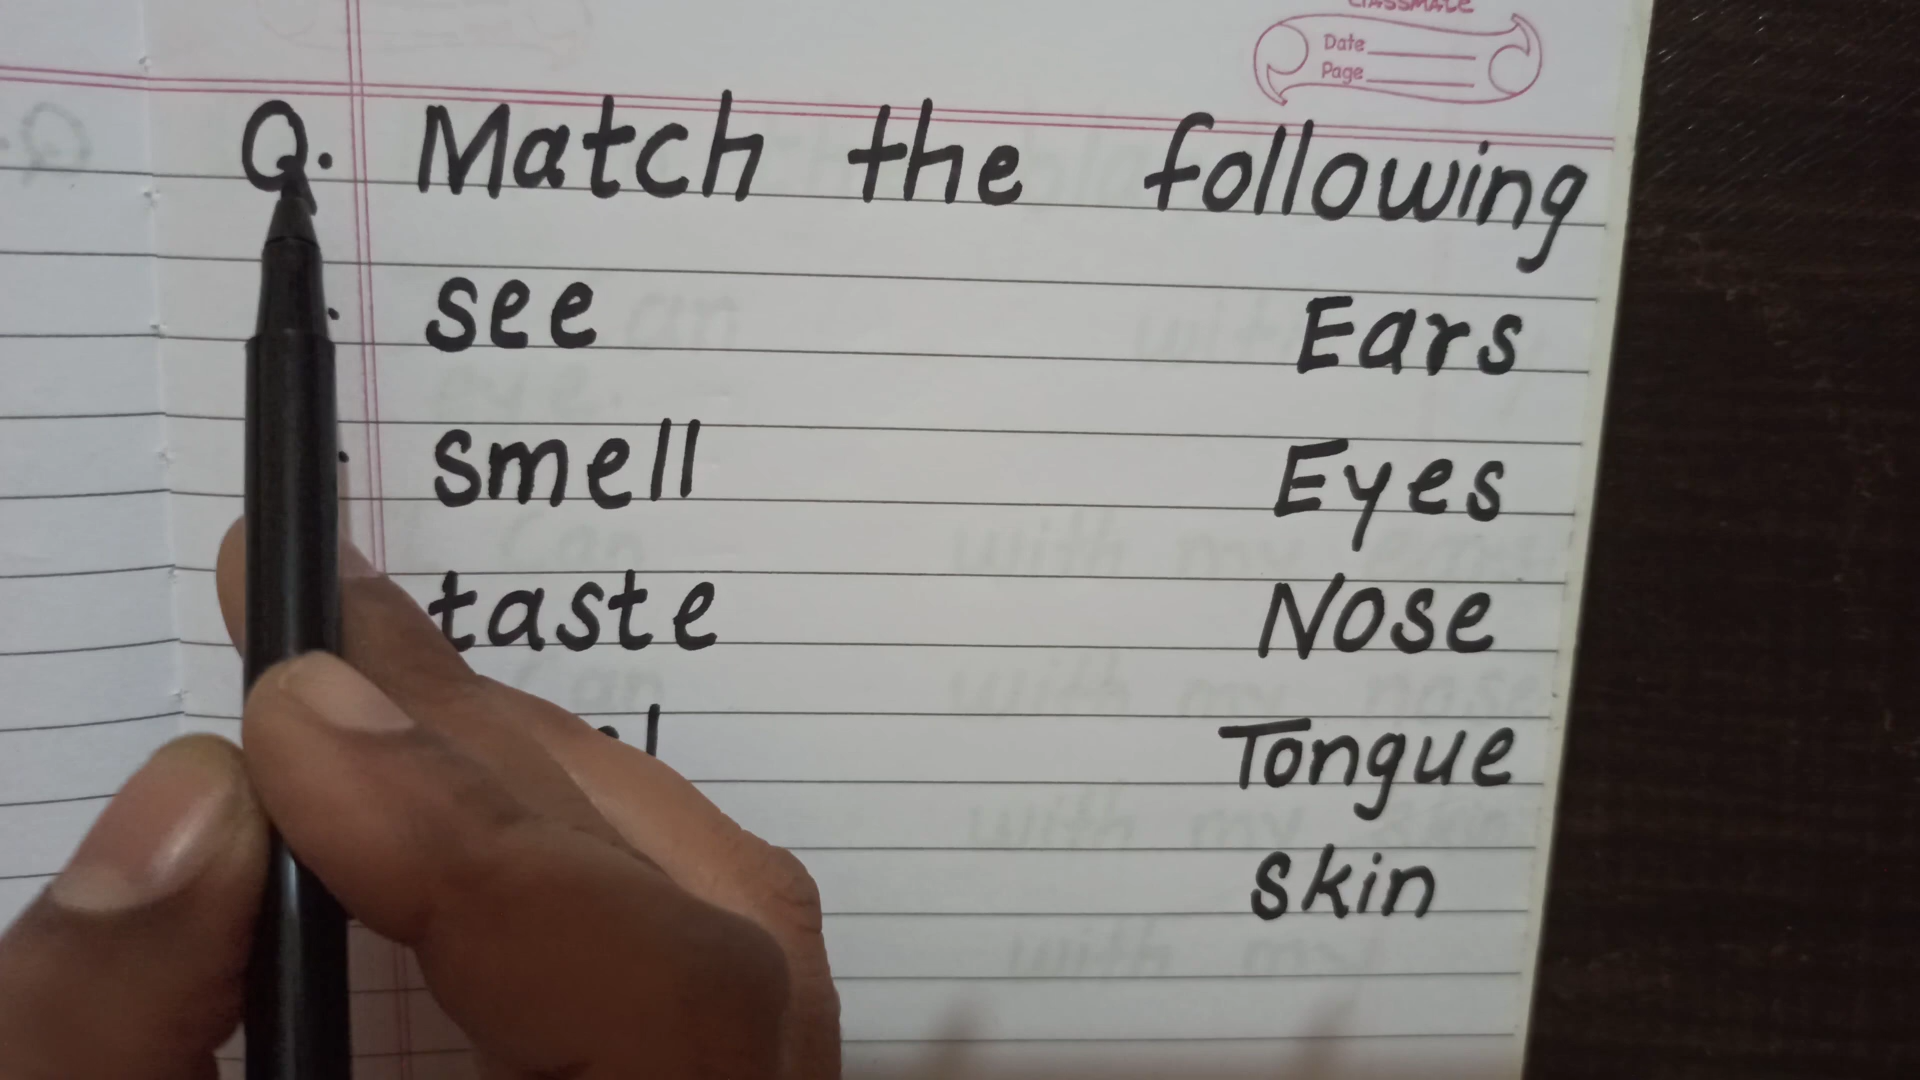 CLASSMATE
Date
Page
Q. Match the following
see Ears
smell Eyes
taste Nose
Tongue
skin